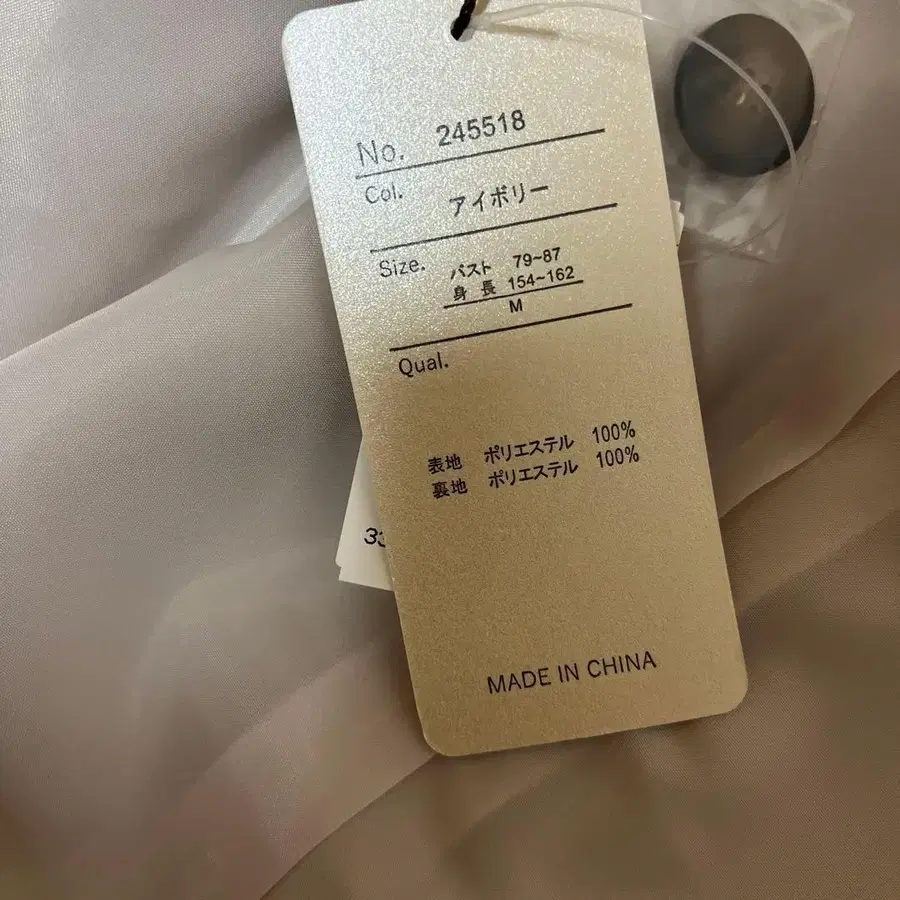 No. 245518
Col. アイボリー
Size. バスト 79~87
身長 154~162
M
Qual.
表地 ポリエステル 100%
裏地 ポリエステル 100%
33
MADE IN CHINA